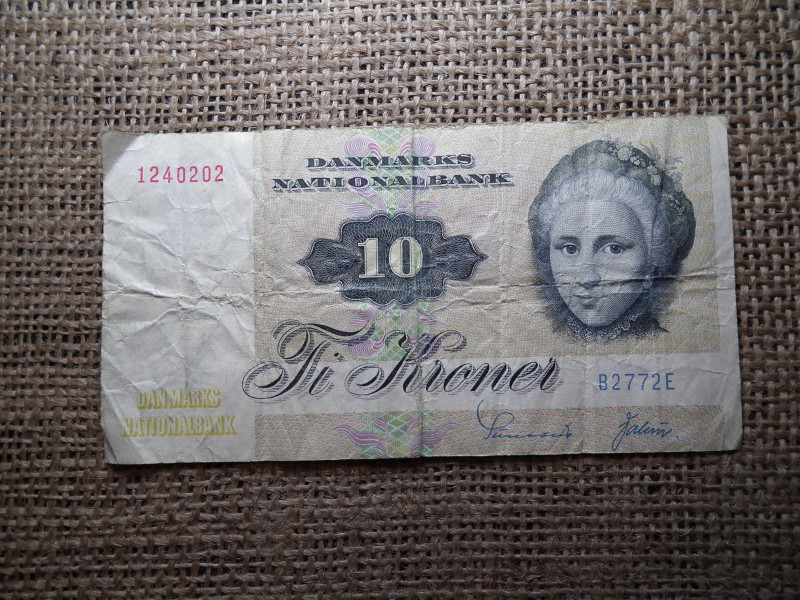 1240202
DANMARKS
NATIONALBANK
10
Ti Kroner
B2772E
DANMARKS
NATIONALBANK